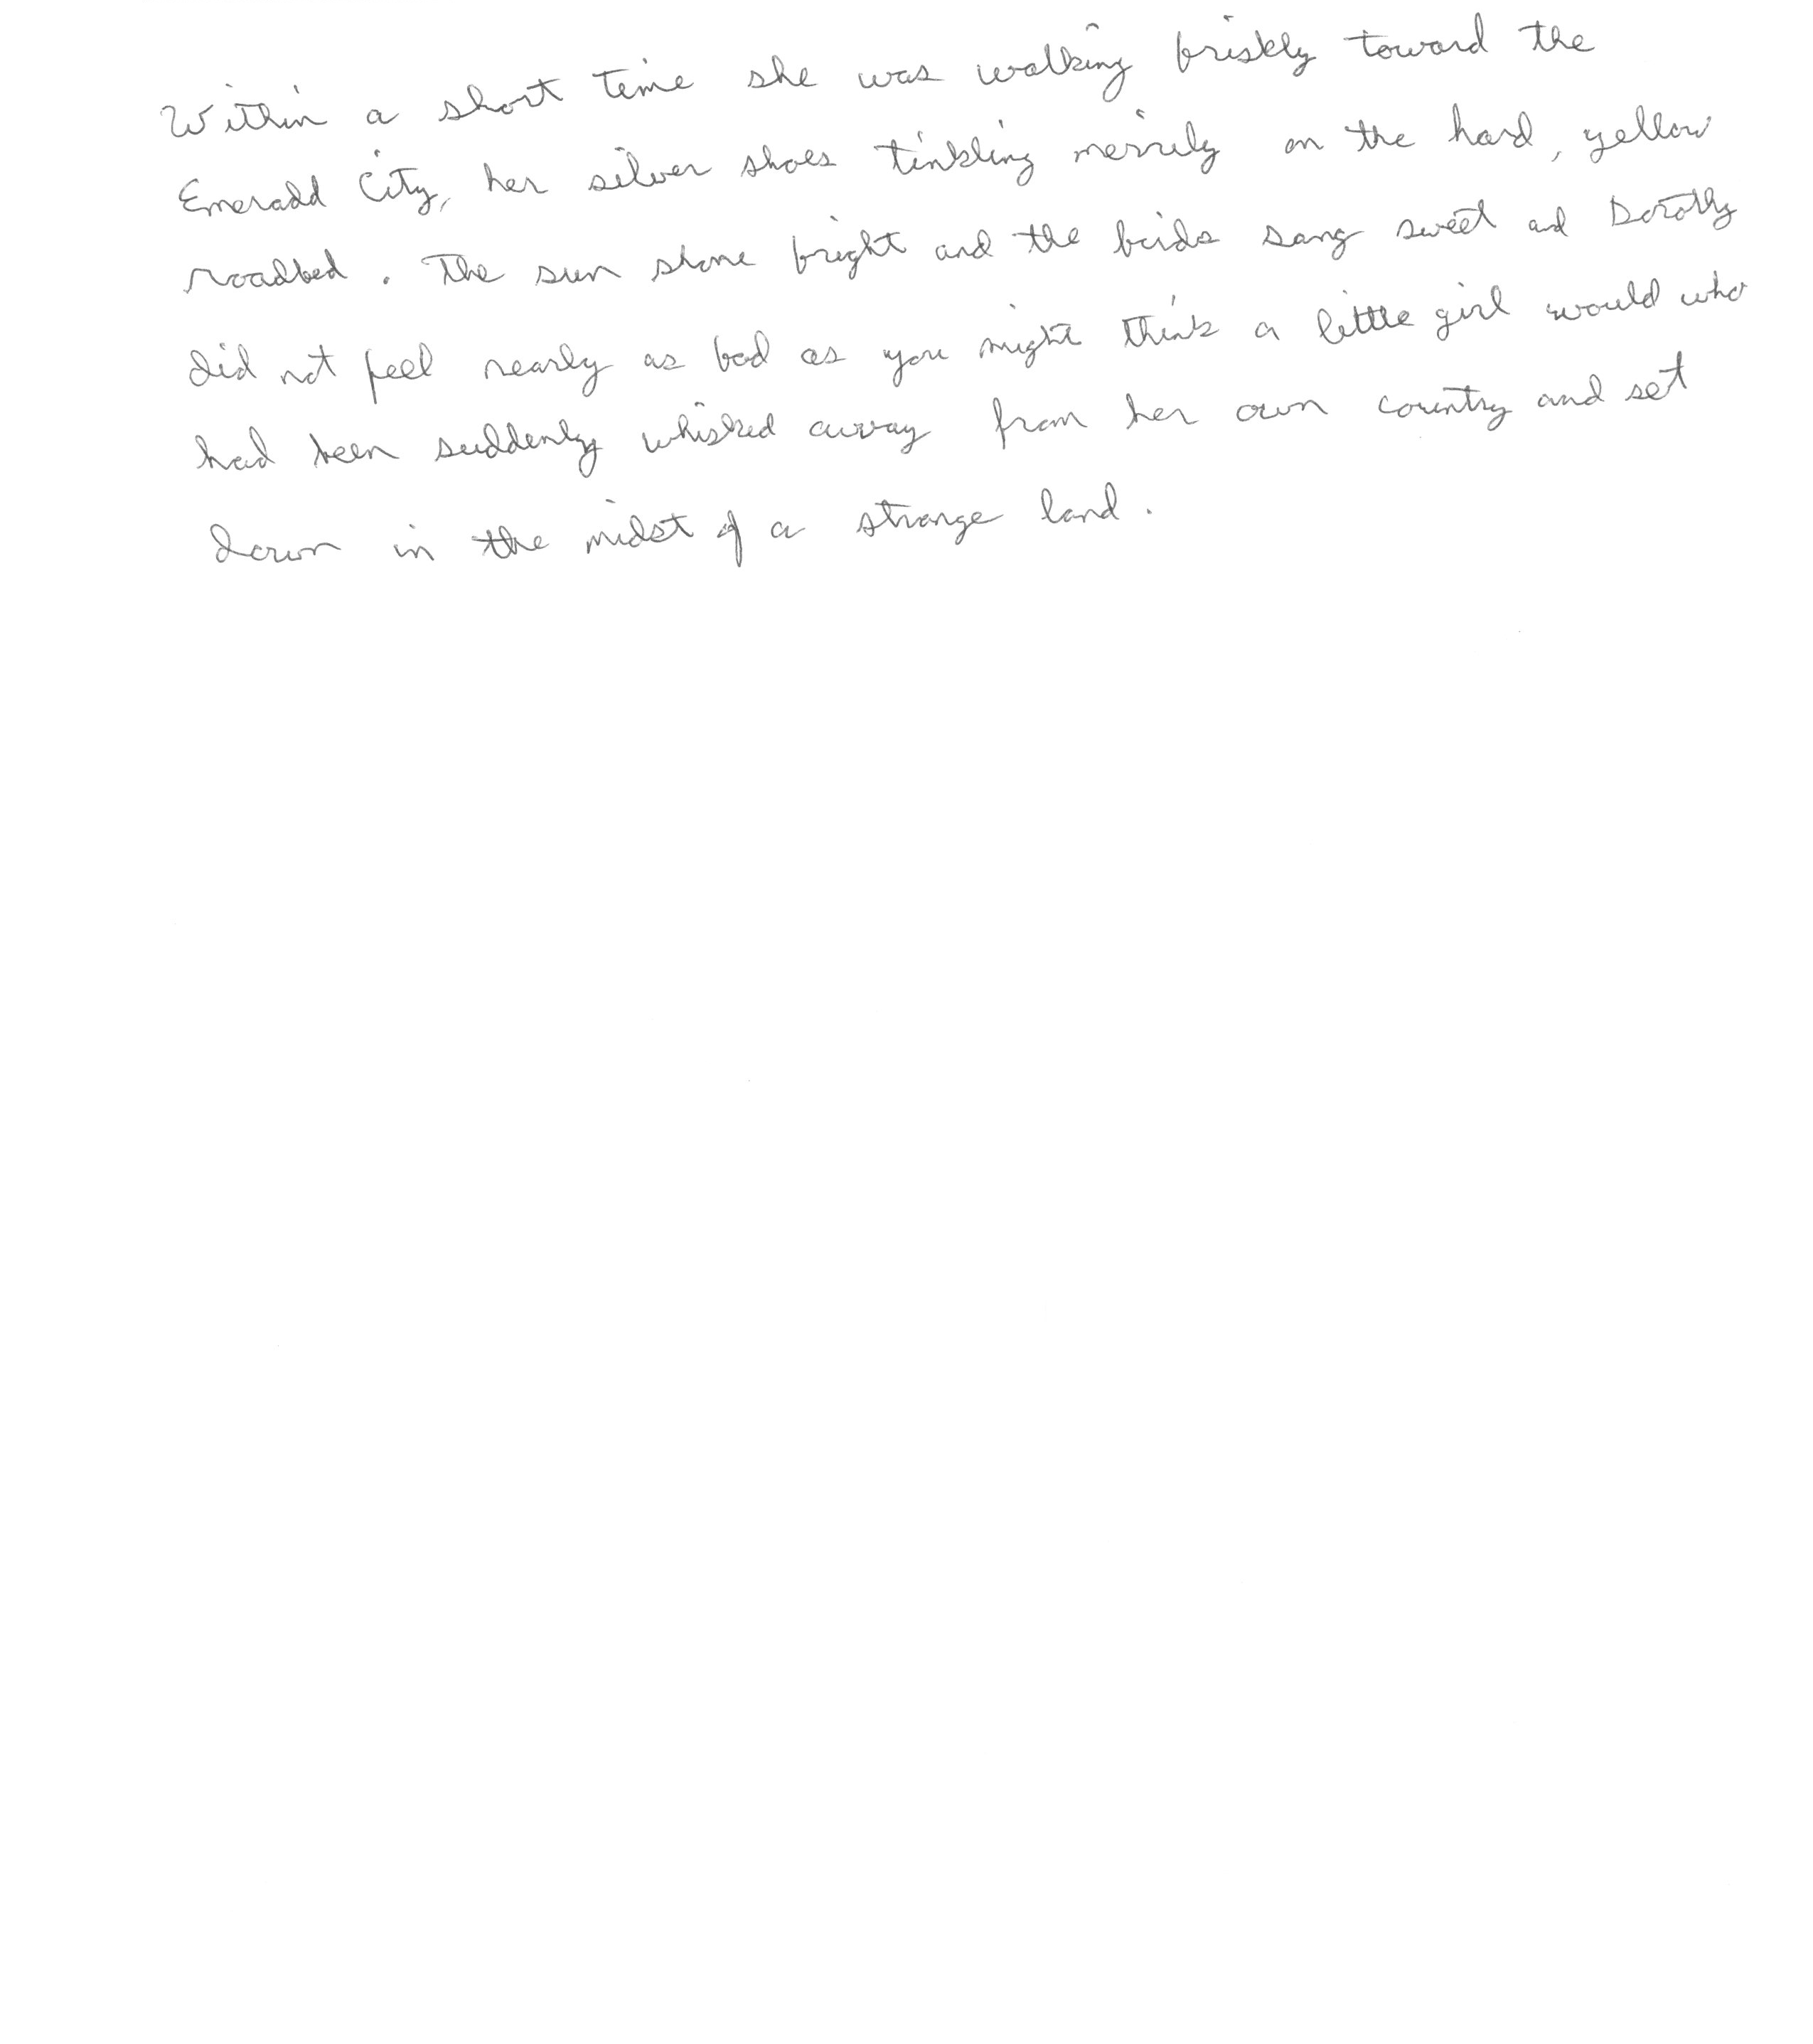 Within a short time she was walking briskly toward the
Emerald City, her silver shoes tinkling merrily on the hard, yellow
roadbed. The sun shone bright and the birds sang sweet and Dorothy
did not feel nearly as bad as you might think a little girl would who
had been suddenly whisked away from her own country and set
down in the midst of a strange land.